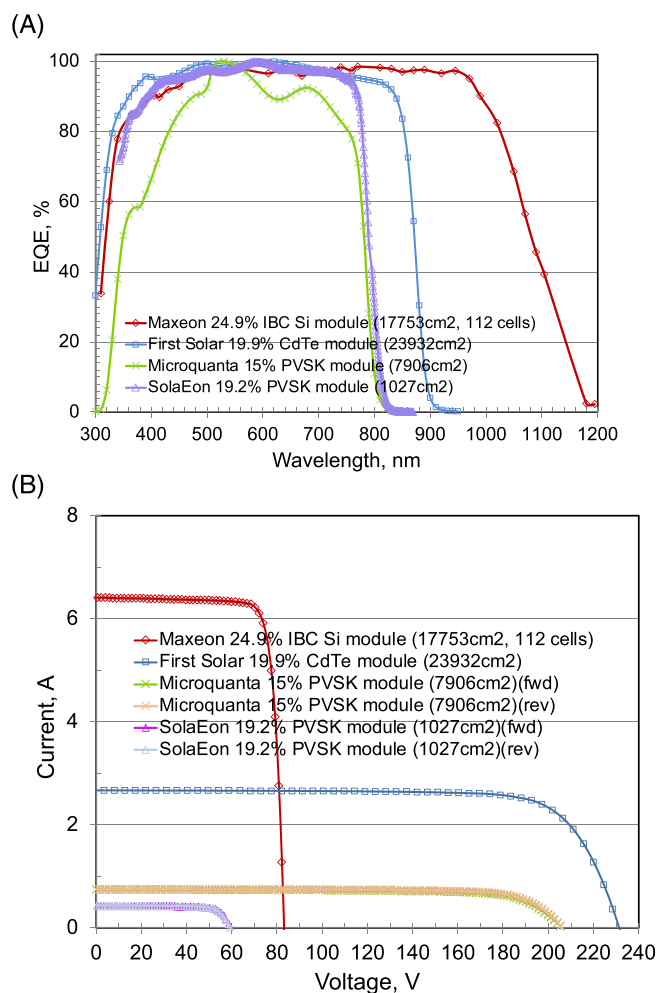 (A)
100
80
60
40
20
0
EQE, %
Maxeon 24.9% IBC Si module (17753cm2, 112 cells)
First Solar 19.9% CdTe module (23932cm2)
Microquanta 15% PVSK module (7906cm2)
SolaEon 19.2% PVSK module (1027cm2)
300 400 500 600 700 800 900 1000 1100 1200
Wavelength, nm
(B)
8
6
4
2
0
Current, A
Maxeon 24.9% IBC Si module (17753cm2, 112 cells)
First Solar 19.9% CdTe module (23932cm2)
Microquanta 15% PVSK module (7906cm2)(fwd)
Microquanta 15% PVSK module (7906cm2)(rev)
SolaEon 19.2% PVSK module (1027cm2)(fwd)
SolaEon 19.2% PVSK module (1027cm2)(rev)
0 20 40 60 80 100 120 140 160 180 200 220 240
Voltage, V